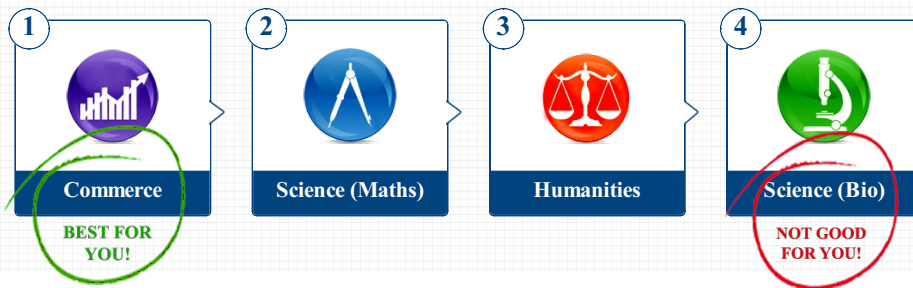 1
2
3
4
Commerce
Science (Maths)
Humanities
Science (Bio)
BEST FOR
YOU!
NOT GOOD
FOR YOU!